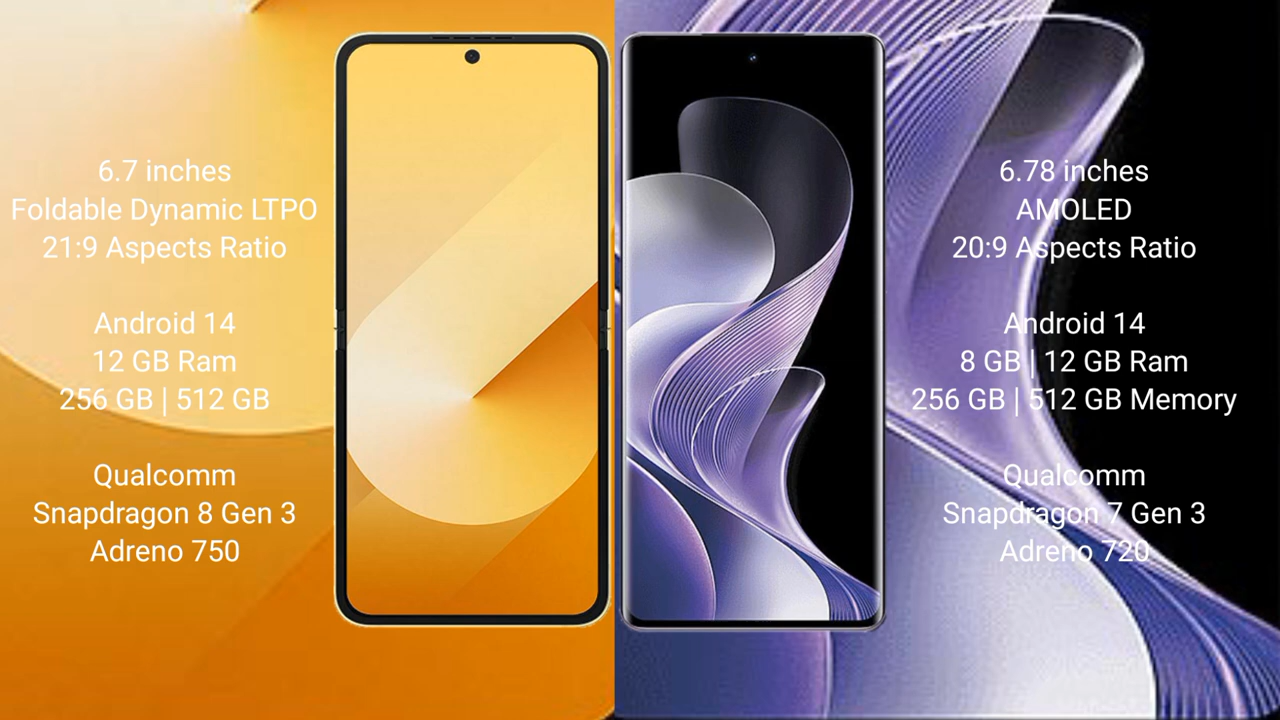 6.7 inches
Foldable Dynamic LTPO
21:9 Aspects Ratio
Android 14
12 GB Ram
256 GB | 512 GB
Qualcomm
Snapdragon 8 Gen 3
Adreno 750
6.78 inches
AMOLED
20:9 Aspects Ratio
Android 14
8 GB | 12 GB Ram
256 GB | 512 GB Memory
Qualcomm
Snapdragon 7 Gen 3
Adreno 720